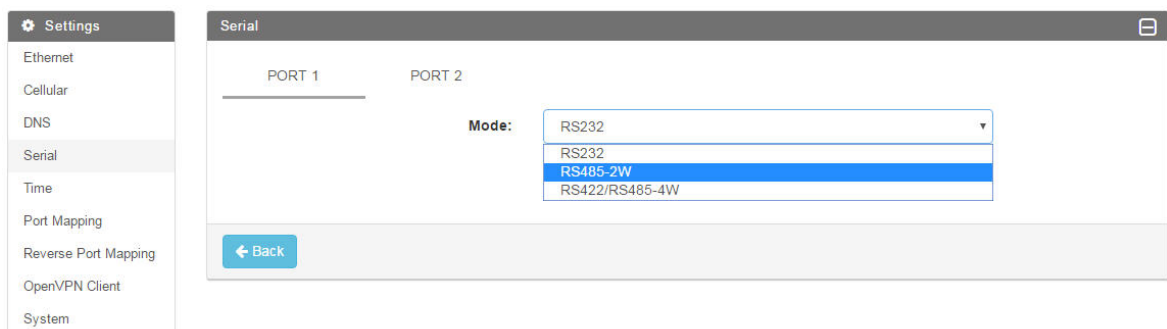 Settings
Ethernet
Cellular
DNS
Serial
Time
Port Mapping
Reverse Port Mapping
OpenVPN Client
System
Serial
PORT 1 PORT 2
Mode: RS232
RS232
RS485-2W
RS422/RS485-4W
Back